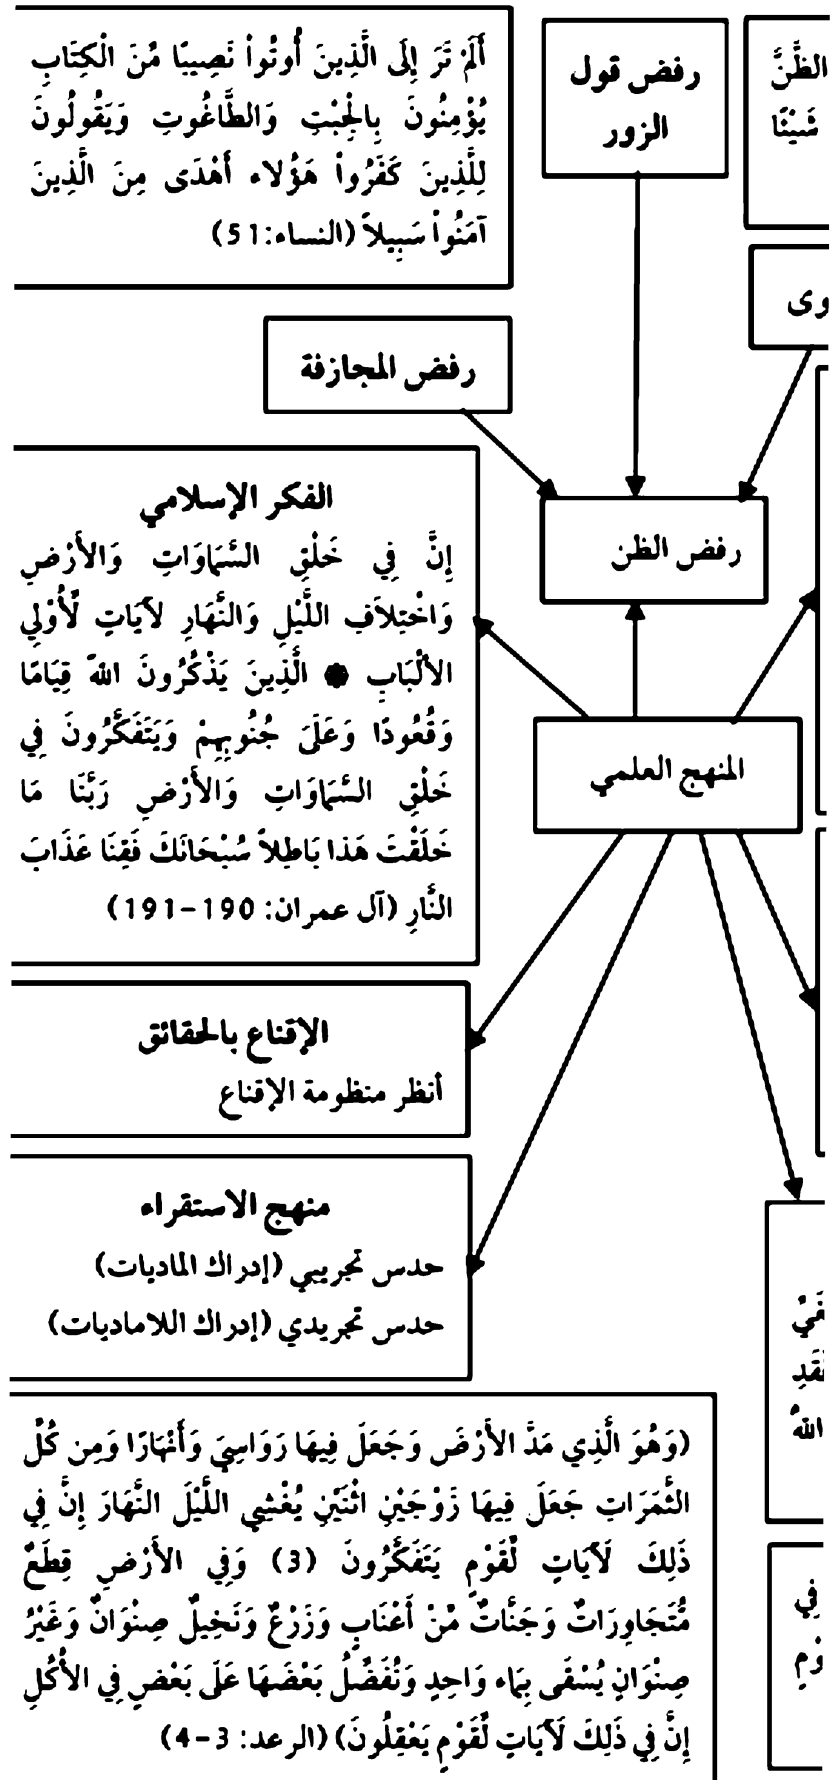 أَلَمْ تَرَ إِلَى الَّذِينَ أُوتُواْ نَصِيبًا مِّنَ الْكِتَابِ
يُؤْمِنُونَ بِالْجِبْتِ وَالطَّاغُوتِ وَيَقُولُونَ
لِلَّذِينَ كَفَرُواْ هَؤُلاء أَهْدَى مِنَ الَّذِينَ
آمَنُواْ سَبِيلاً (النساء:51)
رفض قول
الزور
الظَّنَّ
شَيْئًا
وى
رفض المجازفة
رفض الظن
الفكر الإسلامي
إِنَّ فِي خَلْقِ السَّمَاوَاتِ وَالأَرْضِ
وَاخْتِلاَفِ اللَّيْلِ وَالنَّهَارِ لآيَاتٍ لِّأُوْلِي
الألْبَابِ * الَّذِينَ يَذْكُرُونَ اللهَ قِيَامًا
وَقُعُودًا وَعَلَىَ جُنُوبِهِمْ وَيَتَفَكَّرُونَ فِي
خَلْقِ السَّمَاوَاتِ وَالأَرْضِ رَبَّنَا مَا
خَلَقْتَ هَذا بَاطِلاً سُبْحَانَكَ فَقِنَا عَذَابَ
النَّارِ (آل عمران: 190-191)
المنهج العلمي
الإقناع بالحقائق
أنظر منظومة الإقناع
منهج الاستقراء
حدس تجريبي (إدراك الماديات)
حدس تجريدي (إدراك اللاماديات)
اللهُ
(وَهُوَ الَّذِي مَدَّ الأَرْضَ وَجَعَلَ فِيهَا رَوَاسِيَ وَأَنْهَارًا وَمِن كُلِّ
الثَّمَرَاتِ جَعَلَ فِيهَا زَوْجَيْنِ اثْنَيْنِ يُغْشِي اللَّيْلَ النَّهَارَ إِنَّ فِي
ذَلِكَ لَآيَاتٍ لِّقَوْمٍ يَتَفَكَّرُونَ (3) وَفِي الأَرْضِ قِطَعٌ
مُّتَجَاوِرَاتٌ وَجَنَّاتٌ مِّنْ أَعْنَابٍ وَزَرْعٌ وَنَخِيلٌ صِنْوَانٌ وَغَيْرُ
صِنْوَانٍ يُسْقَى بِمَاء وَاحِدٍ وَنُفَضِّلُ بَعْضَهَا عَلَى بَعْضٍ فِي الأُكُلِ
إِنَّ فِي ذَلِكَ لَآيَاتٍ لِّقَوْمٍ يَعْقِلُونَ) (الرعد: 3-4)
فِي